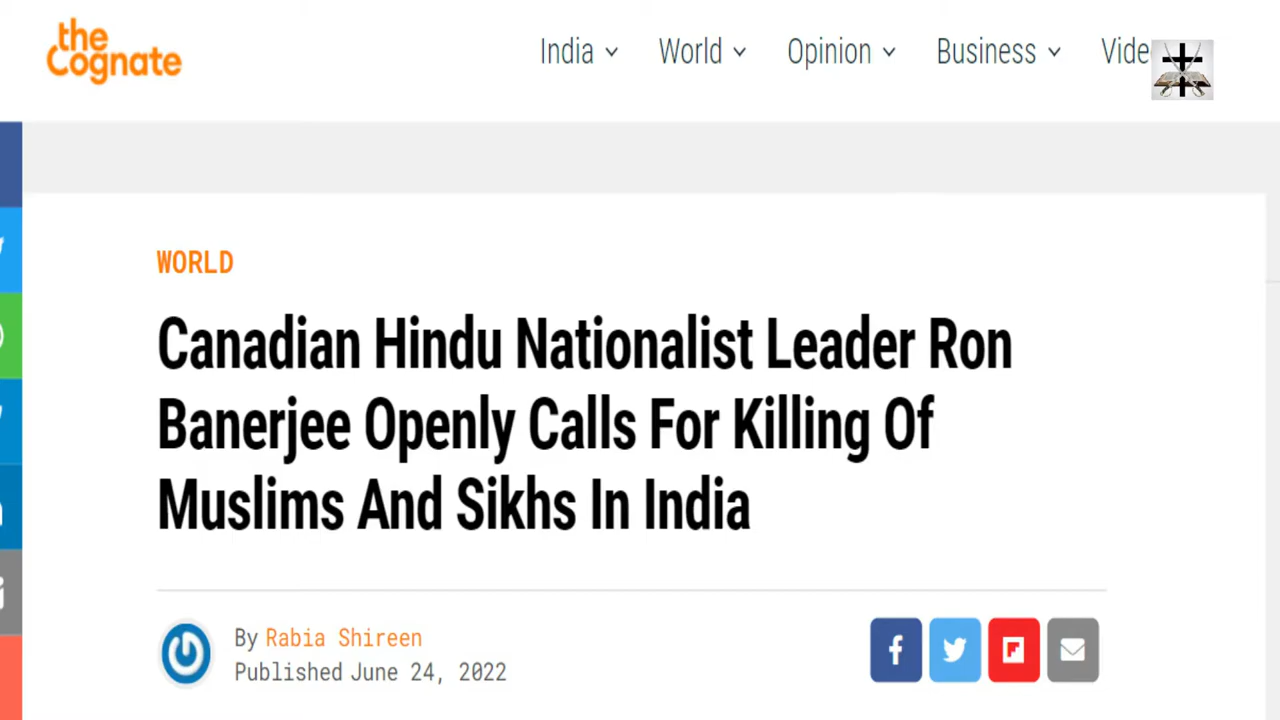 the
Cognate
India
World
Opinion
Business
WORLD
Canadian Hindu Nationalist Leader Ron
Banerjee Openly Calls For Killing Of
Muslims And Sikhs In India
By Rabia Shireen
Published June 24, 2022